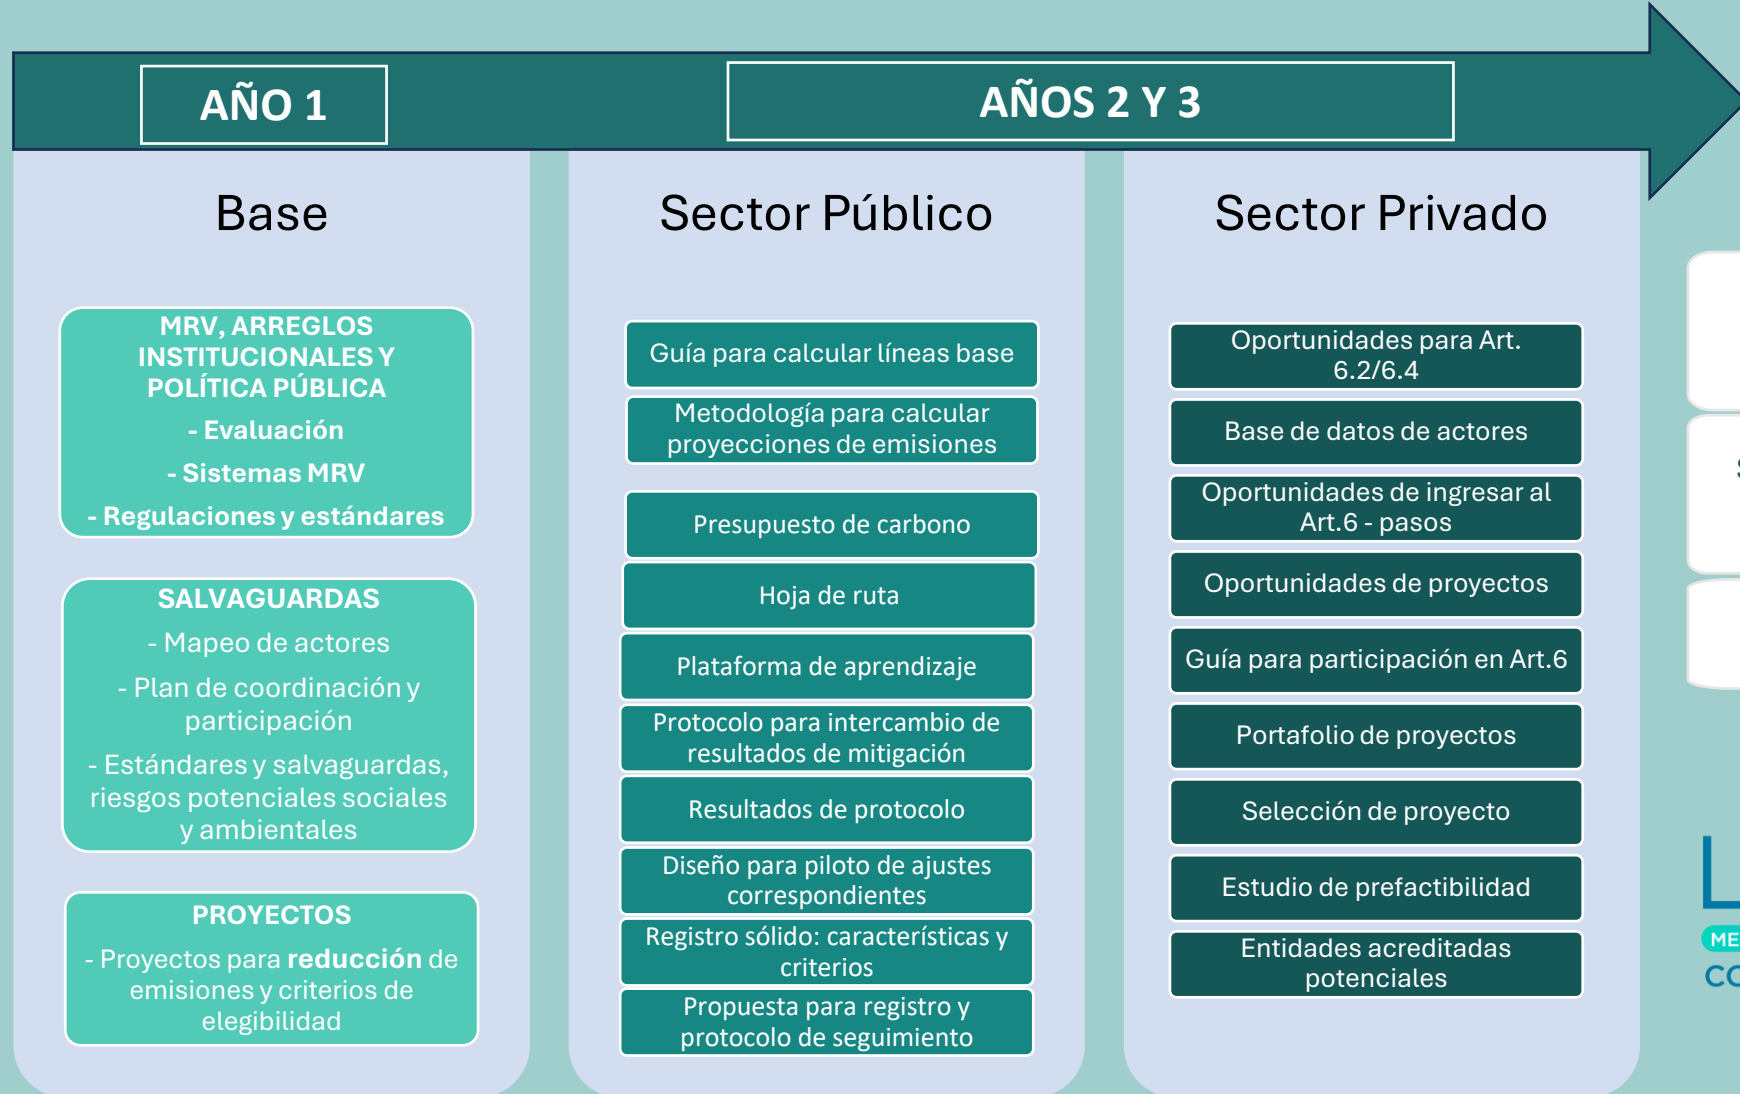 AÑO 1
AÑOS 2 Y 3
Base
MRV, ARREGLOS
INSTITUCIONALES Y
POLÍTICA PÚBLICA
- Evaluación
- Sistemas MRV
- Regulaciones y estándares
SALVAGUARDAS
- Mapeo de actores
- Plan de coordinación y
participación
- Estándares y salvaguardas,
riesgos potenciales sociales
y ambientales
PROYECTOS
- Proyectos para reducción de
emisiones y criterios de
elegibilidad
Sector Público
Guía para calcular líneas base
Metodología para calcular
proyecciones de emisiones
Presupuesto de carbono
Hoja de ruta
Plataforma de aprendizaje
Protocolo para intercambio de
resultados de mitigación
Resultados de protocolo
Diseño para piloto de ajustes
correspondientes
Registro sólido: características y
criterios
Propuesta para registro y
protocolo de seguimiento
Sector Privado
Oportunidades para Art.
6.2/6.4
Base de datos de actores
Oportunidades de ingresar al
Art.6 - pasos
Oportunidades de proyectos
Guía para participación en Art.6
Portafolio de proyectos
Selección de proyecto
Estudio de prefactibilidad
Entidades acreditadas
potenciales